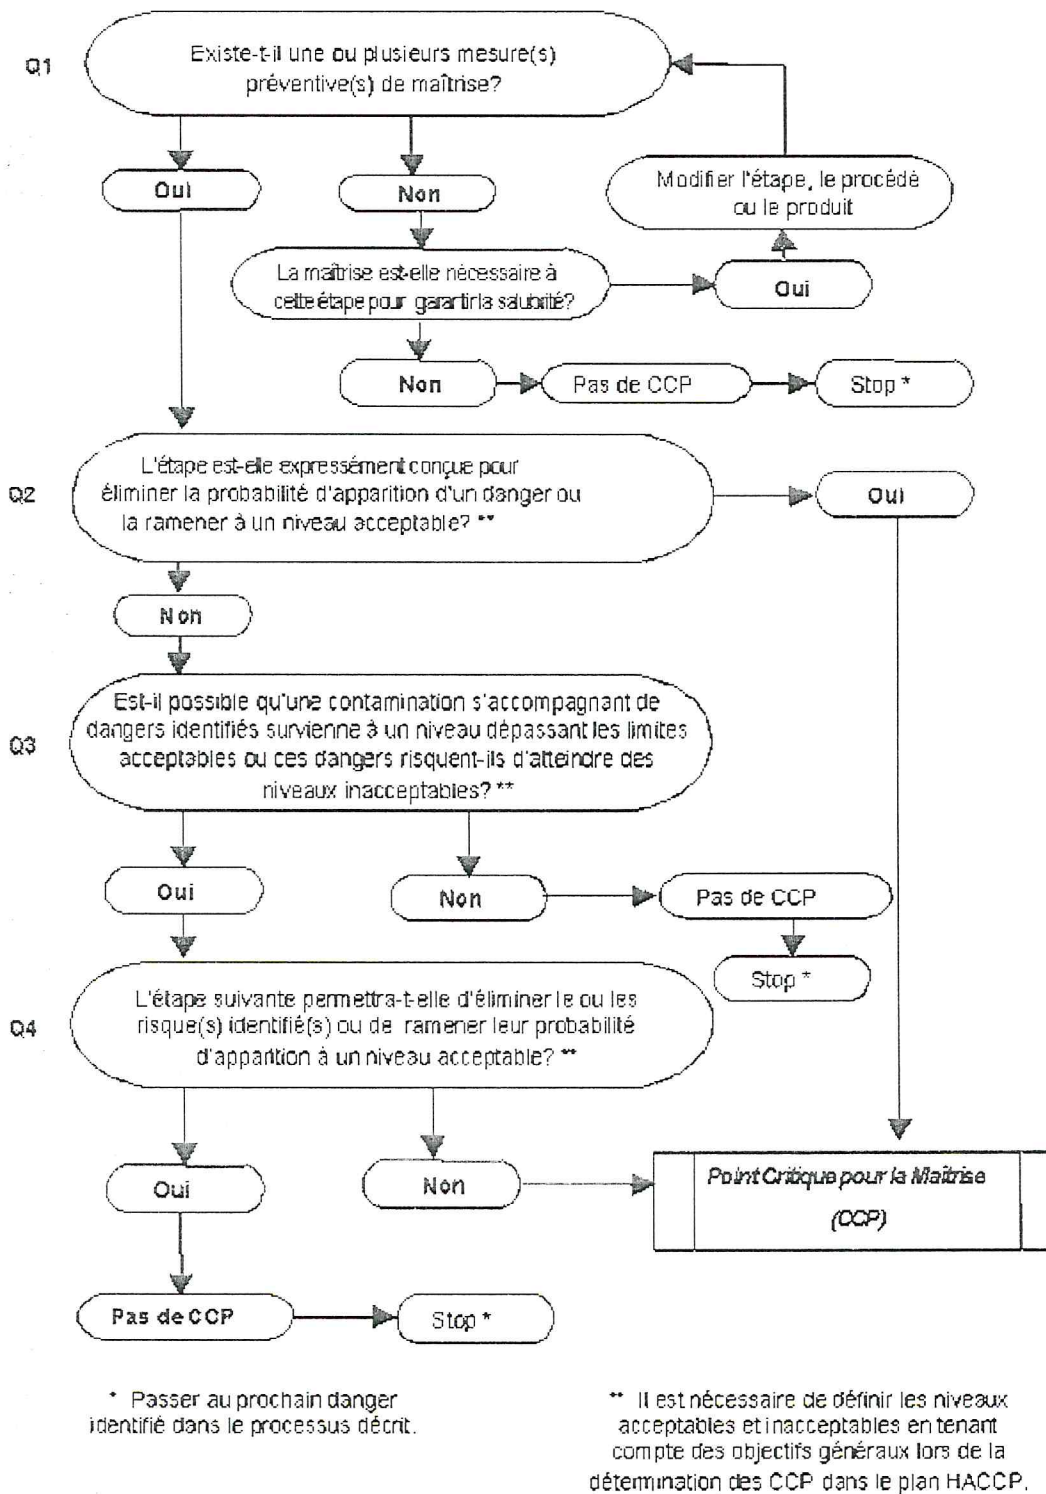 Q1
Existe-t-il une ou plusieurs mesure(s)
préventive(s) de maîtrise?
Oui
Non
Modifier l'étape, le procédé
ou le produit
La maîtrise est-elle nécessaire à
cette étape pour garantir la salubrité?
Oui
Non
Pas de CCP
Stop *
Q2
L'étape est-elle expressément conçue pour
éliminer la probabilité d'apparition d'un danger ou
la ramener à un niveau acceptable? **
Oui
Non
Q3
Est-il possible qu'une contamination s'accompagnant de
dangers identifiés survienne à un niveau dépassant les limites
acceptables ou ces dangers risquent-ils d'atteindre des
niveaux inacceptables? **
Oui
Non
Pas de CCP
Stop *
Q4
L'étape suivante permettra-t-elle d'éliminer le ou les
risque(s) identifié(s) ou de ramener leur probabilité
d'apparition à un niveau acceptable? **
Oui
Non
Point Critique pour la Maîtrise
(CCP)
Pas de CCP
Stop *
* Passer au prochain danger
identifié dans le processus décrit.
** Il est nécessaire de définir les niveaux
acceptables et inacceptables en tenant
compte des objectifs généraux lors de la
détermination des CCP dans le plan HACCP.